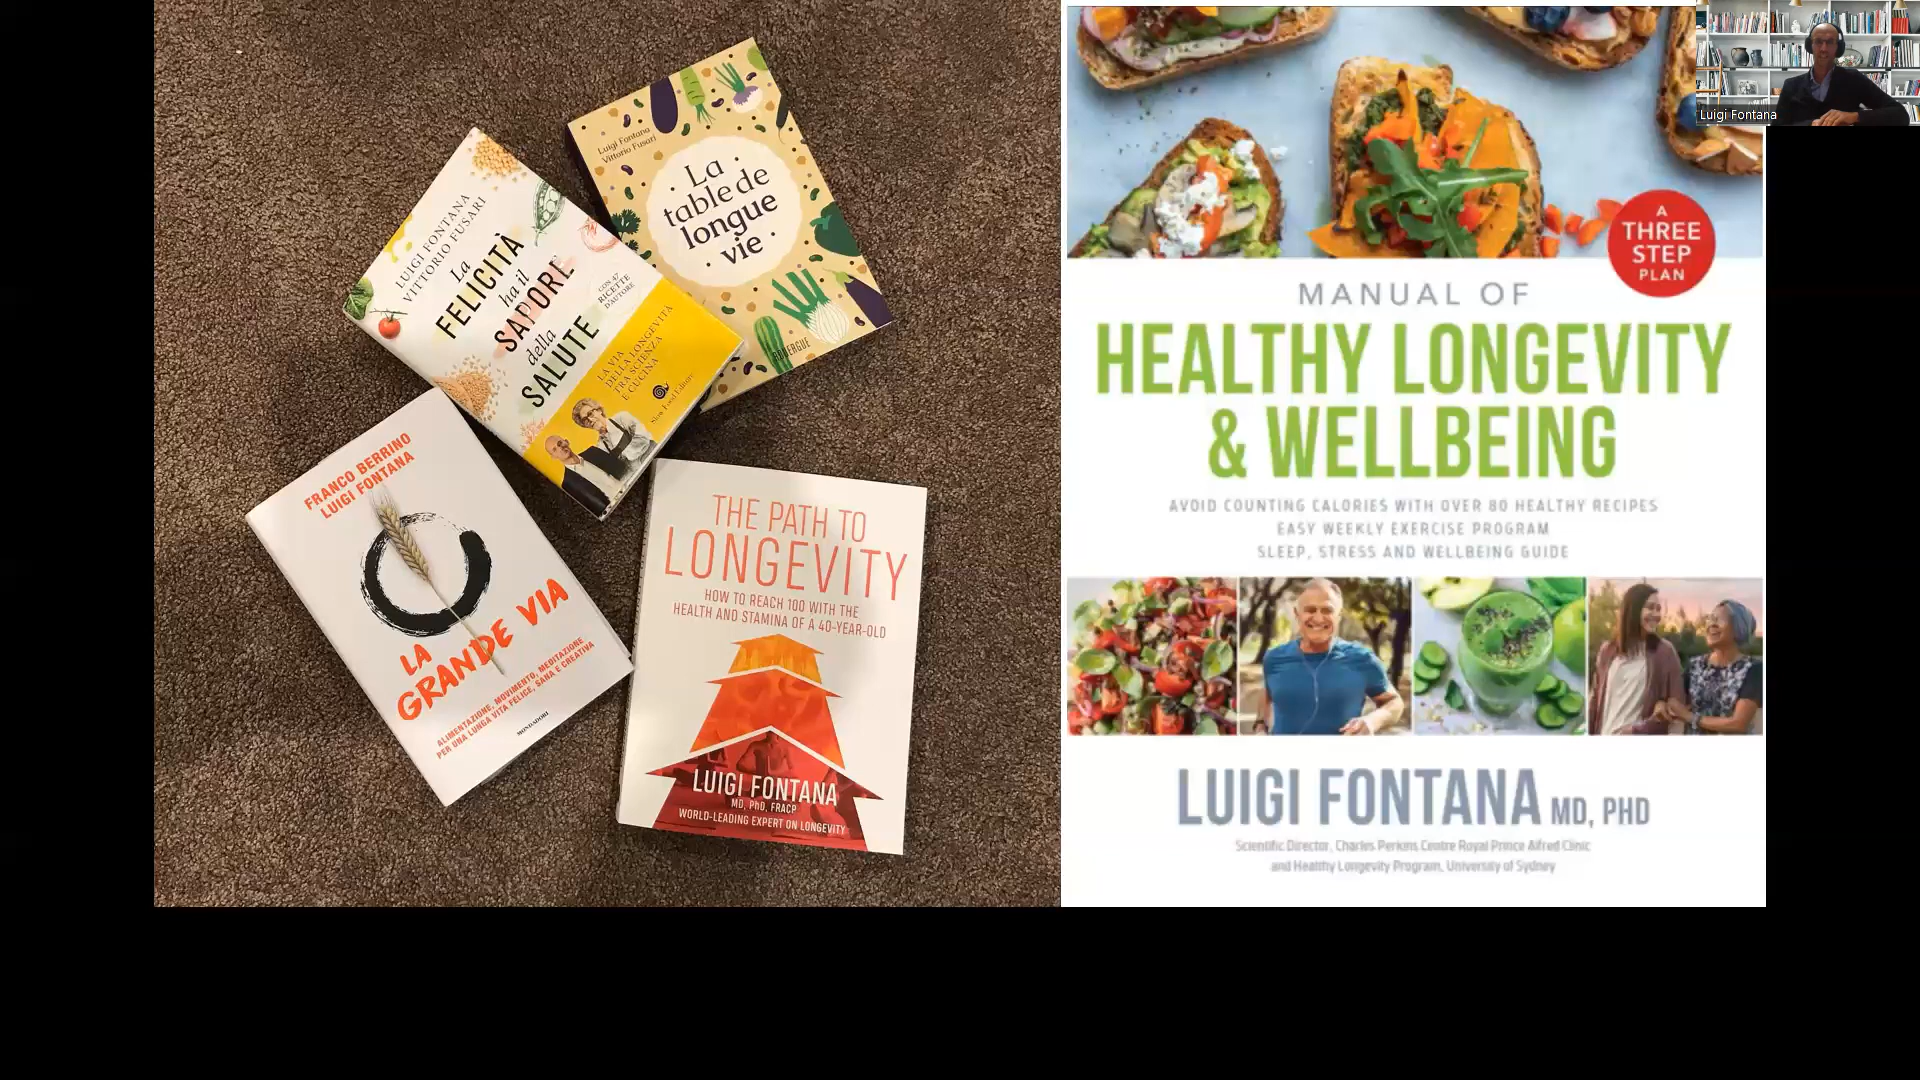 Luigi Fontana
Vittorio Fusari
La
table de
longue
vie
ROUERGUE
LUIGI FONTANA
VITTORIO FUSARI
La
FELICITÀ
ha il
SAPORE
della
SALUTE
CON 47
RICETTE
D'AUTORE
LA VIA
DELLA LONGEVITÀ
TRA SCIENZA
E CUCINA
Slow Food Editore
FRANCO BERRINO
LUIGI FONTANA
LA
GRANDE VIA
ALIMENTAZIONE, MOVIMENTO, MEDITAZIONE
PER UNA LUNGA VITA FELICE, SANA E CREATIVA
MONDADORI
THE PATH TO
LONGEVITY
HOW TO REACH 100 WITH THE
HEALTH AND STAMINA OF A 40-YEAR-OLD
LUIGI FONTANA
MD, PhD, FRACP
WORLD-LEADING EXPERT ON LONGEVITY
A
THREE
STEP
PLAN
MANUAL OF
HEALTHY LONGEVITY
& WELLBEING
AVOID COUNTING CALORIES WITH OVER 80 HEALTHY RECIPES
EASY WEEKLY EXERCISE PROGRAM
SLEEP, STRESS AND WELLBEING GUIDE
LUIGI FONTANA MD, PHD
Scientific Director, Charles Perkins Centre Royal Prince Alfred Clinic
and Healthy Longevity Program, University of Sydney
Luigi Fontana